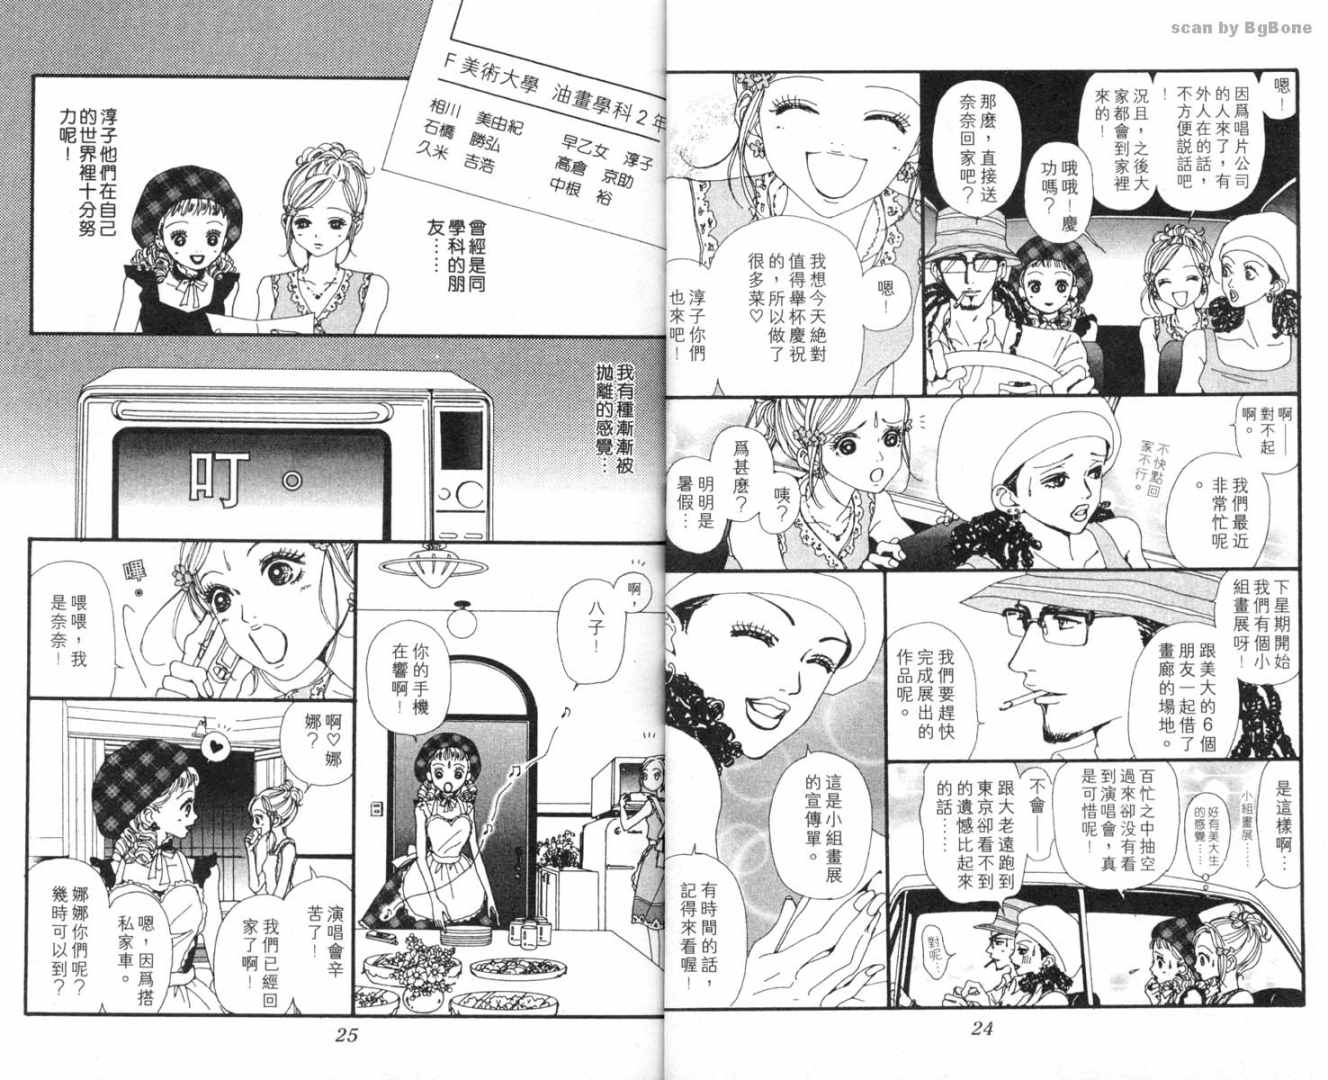 scan by BgBone
嗯！
因爲唱片公司
的人來了，有
外人在的話，
不方便説話吧
況且，之後大
家都會到家裡
來的！
哦哦！慶
功嗎？
那麼，直接送
奈奈回家吧？
嗯！
我想今天絶對
值得舉杯慶祝
的，所以做了
很多菜♡
淳子你們
也來吧！
啊——
對不起
啊。
我們最近
非常忙呢
。
不快點回
家不行。
咦？
爲甚麼？
明明是
暑假…
下星期開始
我們有個小
組畫展呀！
跟美大的6個
朋友一起借了
畫廊的場地。
我們要趕快
完成展出的
作品呢。
這是小組畫展
的宣傳單。
有時間的話，
記得來看喔！
是這樣啊…
小組畫展……
好有美大生
的感覺……
百忙之中抽空
過來卻没有看
到演唱會，真
是可惜呢！
不會——
跟大老遠跑到
東京卻看不到
的遺憾比起來
的話……
對呢…
24
F 美術大學 油畫學科2年
相川 美由紀
石橋 勝弘
久米 吉浩
早乙女 淳子
高倉 京助
中根 裕
曾經是同
學科的朋
友……
淳子他們在自己
的世界裡十分努
力呢！
我有種漸漸被
拋離的感覺…
叮。
啊，
八子！
你的手機
在響啊！
嗶。
喂喂，我
是奈奈！
啊♡娜
娜？
演唱會辛
苦了！
我們已經回
家了啊！
嗯，因爲搭
私家車。
娜娜你們呢？
幾時可以到？
25